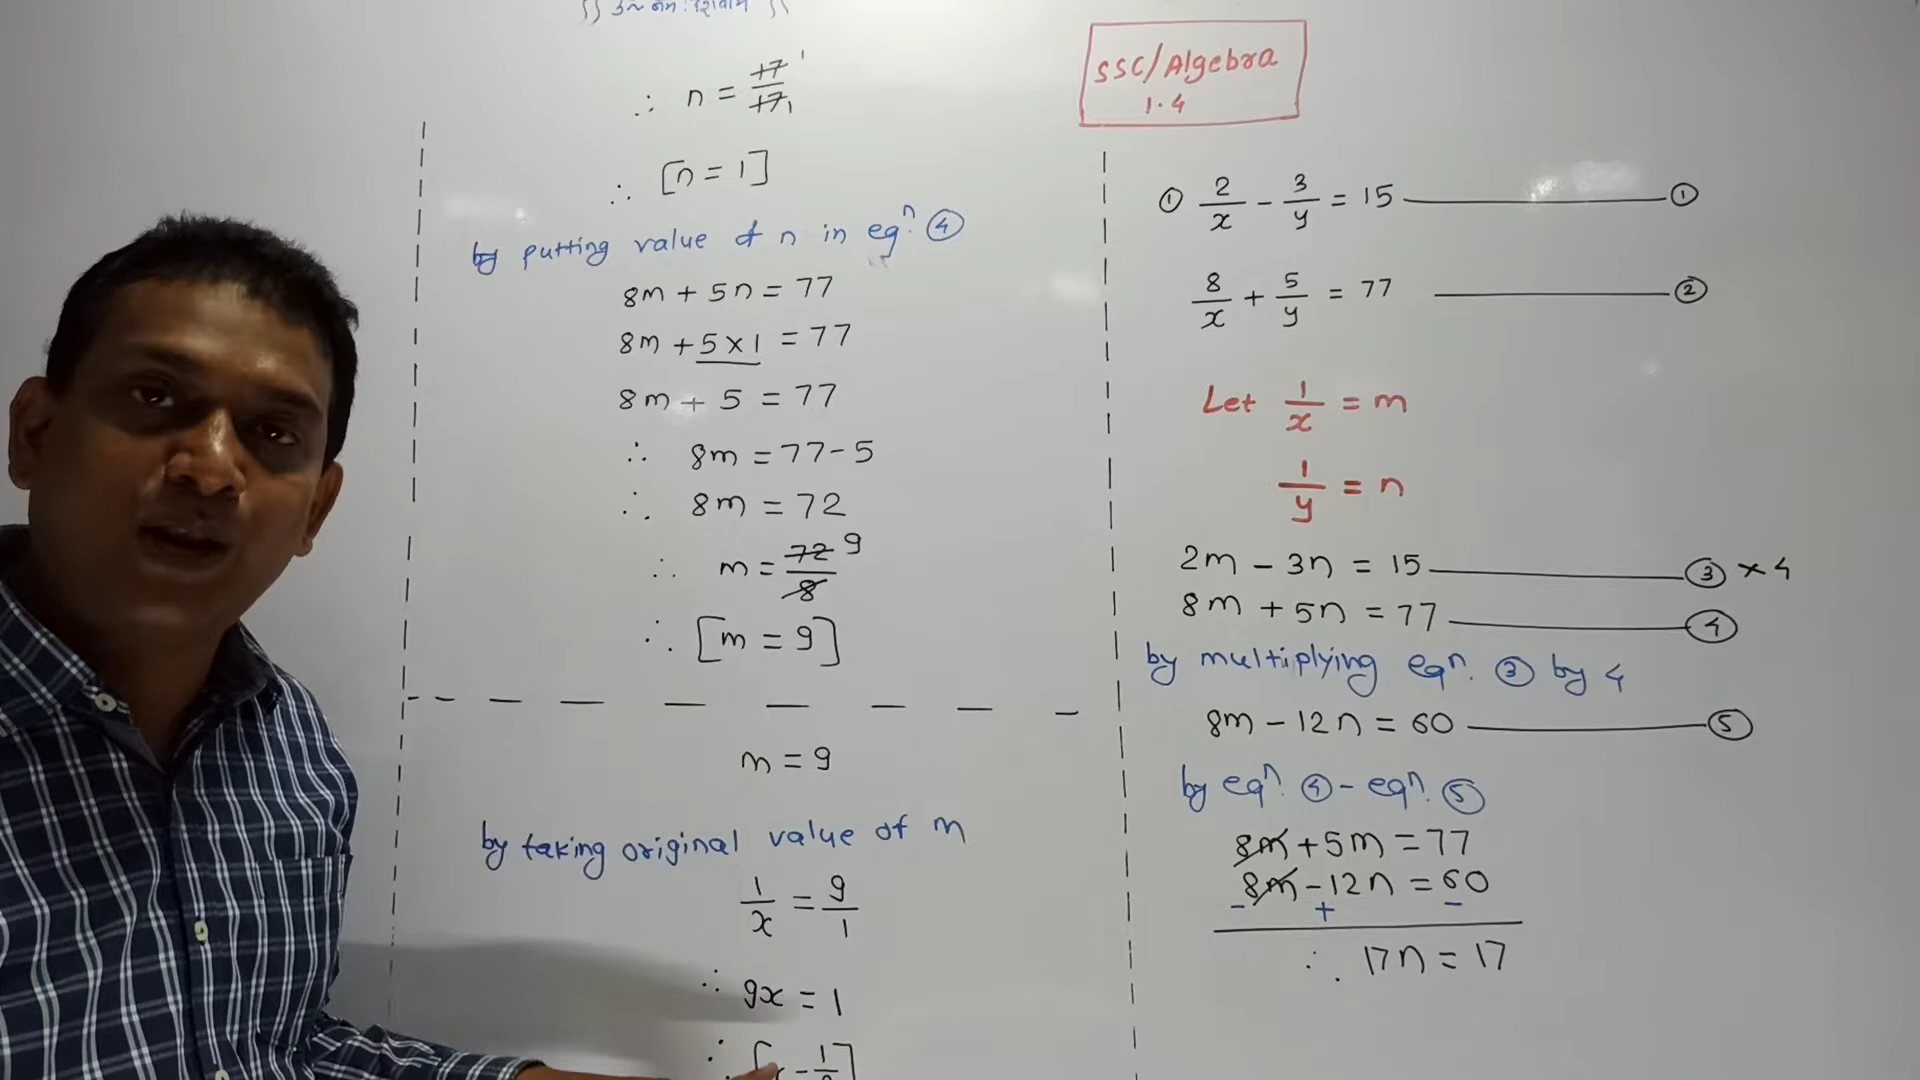 SSC/Algebra
1.4
① 2/x - 3/y = 15 ①
8/x + 5/y = 77 ②
Let 1/x = m
1/y = n
2m - 3n = 15 ③ × 4
8m + 5n = 77 ④
by multiplying eqn. ③ by 4
8m - 12n = 60 ⑤
by eqn. ④ - eqn. ⑤
8m + 5m = 77
8m - 12n = 60
- + -
∴ 17n = 17
∴ n = 17/17 1 1
∴ [n = 1]
by putting value of n in eqn. ④
8m + 5n = 77
8m + 5 × 1 = 77
8m + 5 = 77
∴ 8m = 77 - 5
∴ 8m = 72
∴ m = 72/8 9
∴ [m = 9]
m = 9
by taking original value of m
1/x = 9/1
∴ 9x = 1